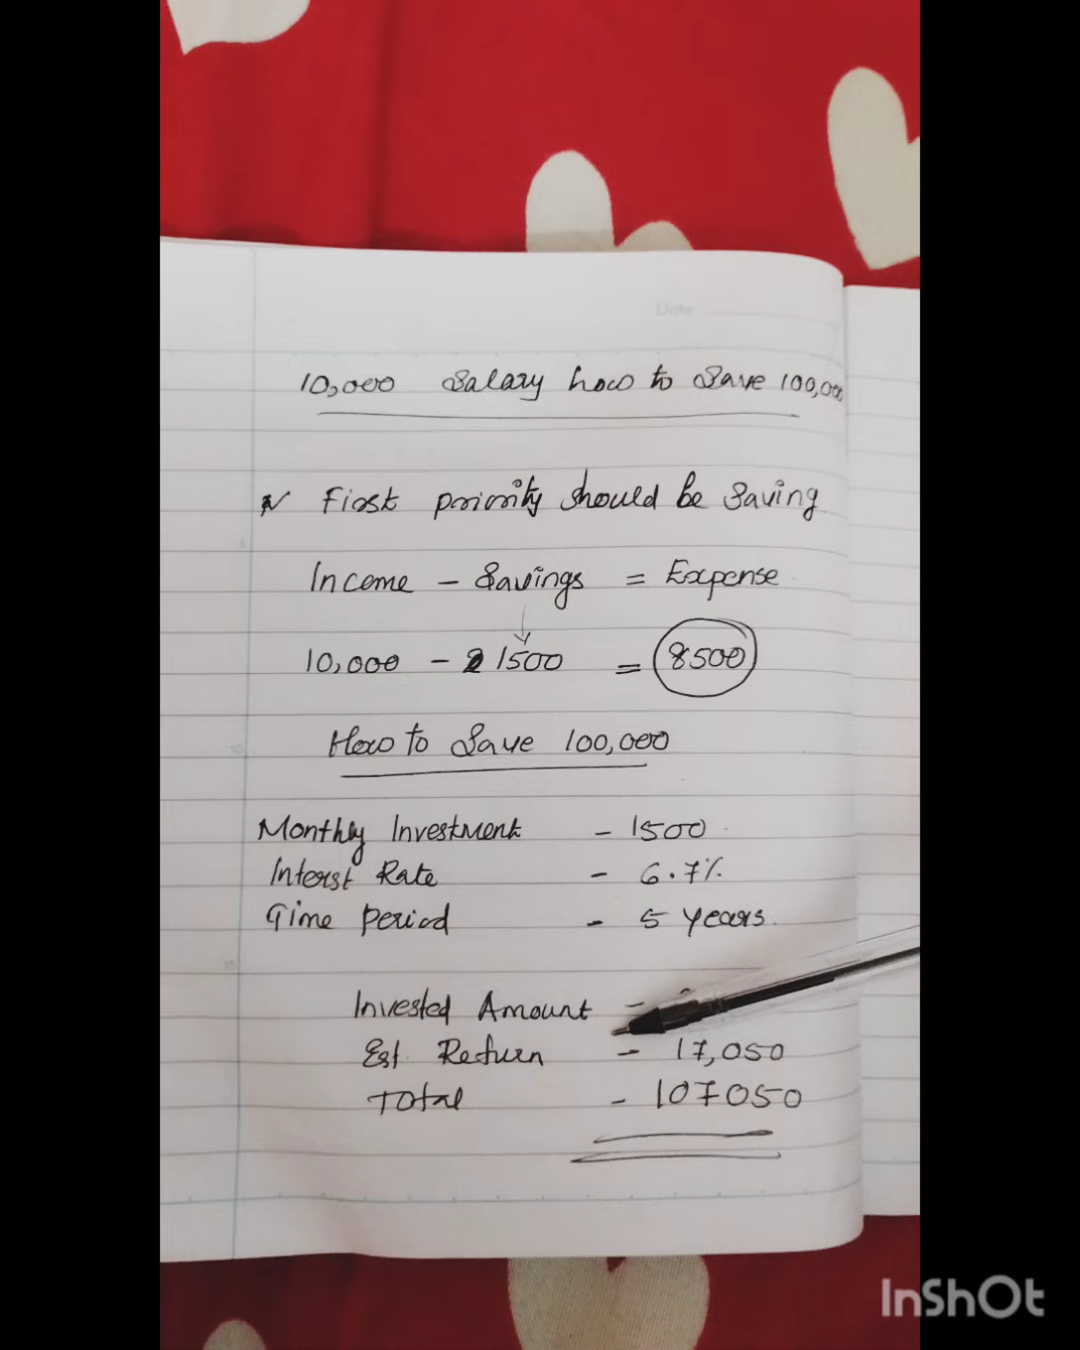 Date
10,000 Salary how to Save 100,000
First priority should be Saving
Income - Savings = Expense
10,000 - 1500 = 8500
How to Save 100,000
Monthly Investment - 1500
Interst Rate - 6.7%
Time Period - 5 years.
Invested Amount -
Est Return - 17,050
Total - 107050
InShOt